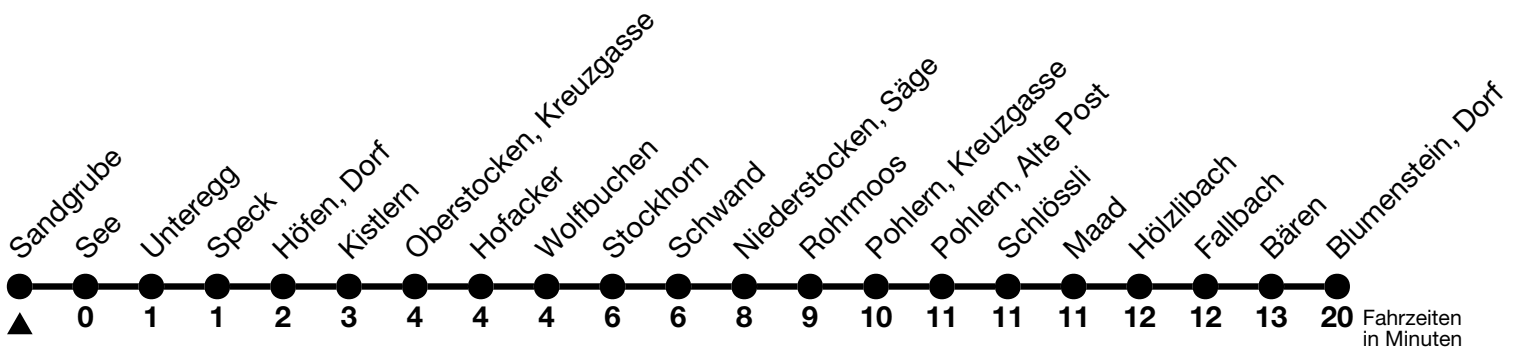 Sandgrube
See
Unteregg
Speck
Höfen, Dorf
Kistlern
Oberstocken, Kreuzgasse
Hofacker
Wolfbuchen
Stockhorn
Schwand
Niederstocken, Säge
Rohrmoos
Pohlern, Kreuzgasse
Pohlern, Alte Post
Schlössli
Maad
Hölzlibach
Fallbach
Bären
Blumenstein, Dorf
0 1 1 2 3 4 4 4 6 6 8 9 10 11 11 11 12 12 13 20
Fahrzeiten
in Minuten